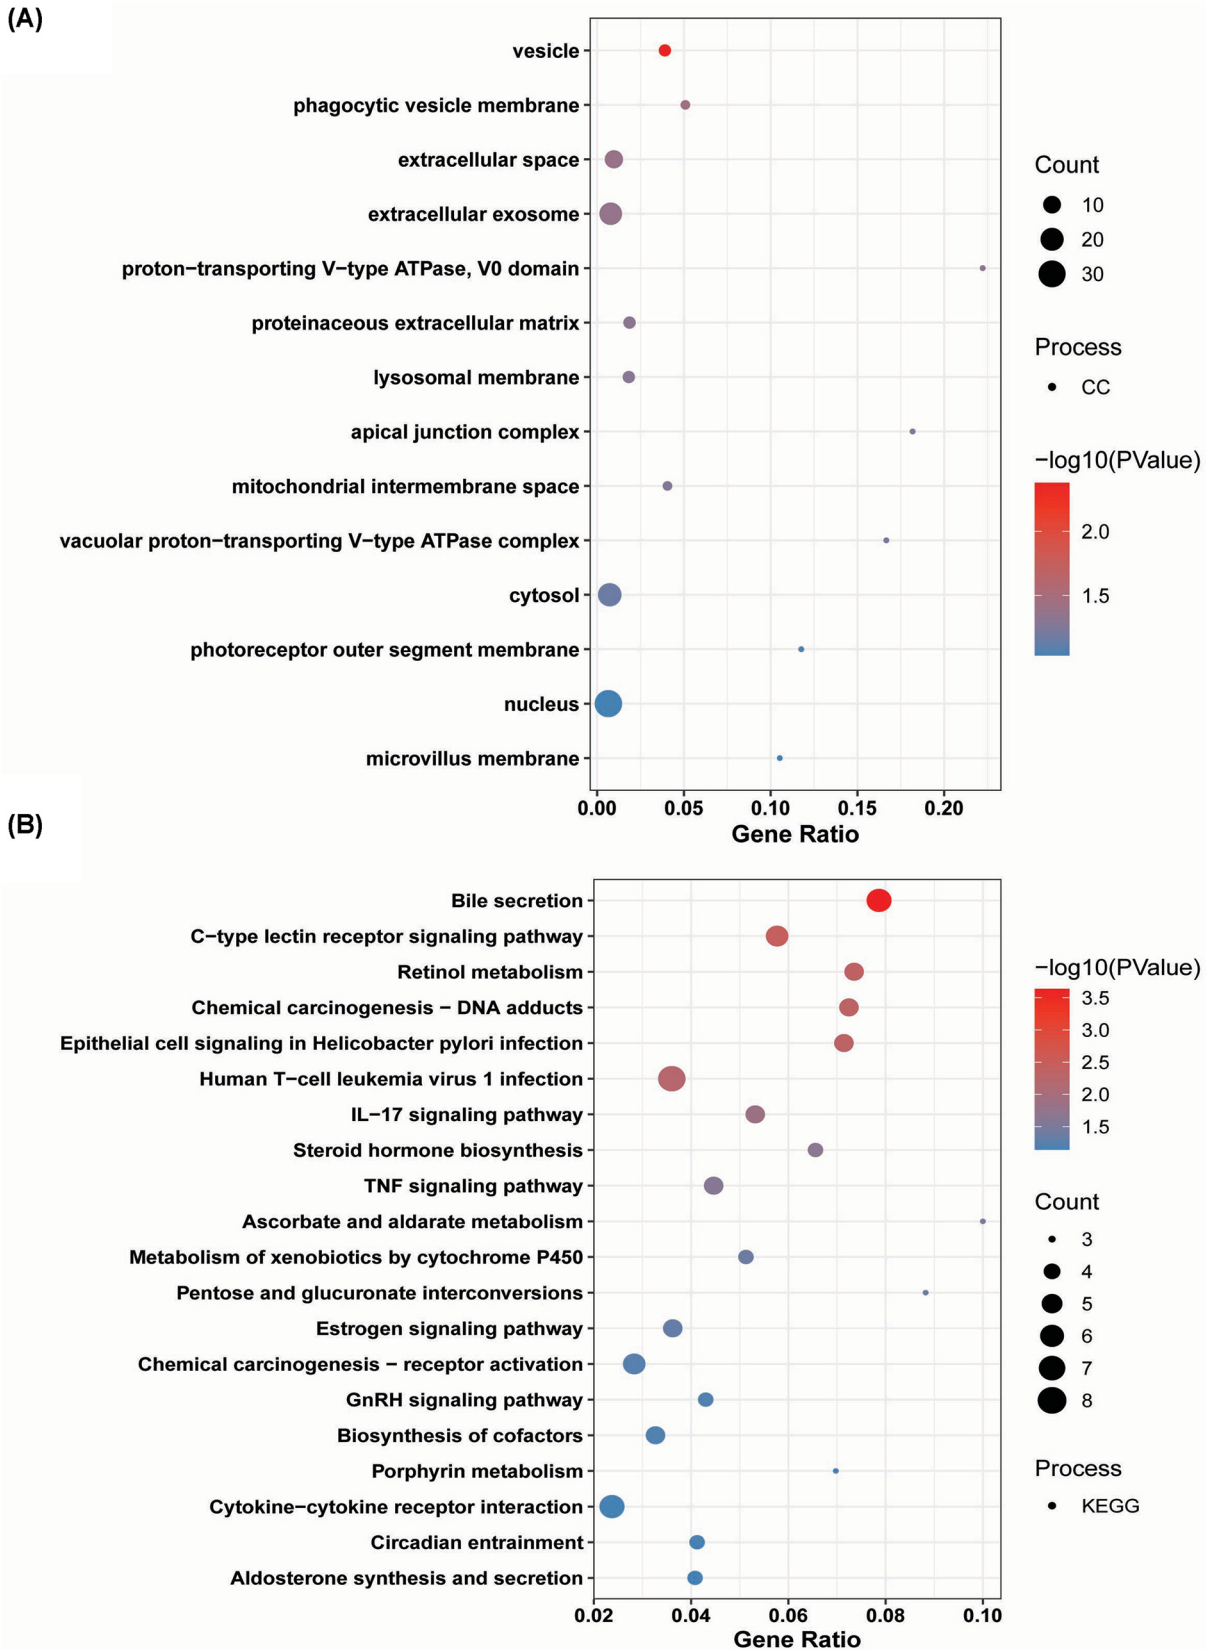 (A)
vesicle
phagocytic vesicle membrane
extracellular space
extracellular exosome
proton−transporting V−type ATPase, V0 domain
proteinaceous extracellular matrix
lysosomal membrane
apical junction complex
mitochondrial intermembrane space
vacuolar proton−transporting V−type ATPase complex
cytosol
photoreceptor outer segment membrane
nucleus
microvillus membrane
0.00 0.05 0.10 0.15 0.20
Gene Ratio
Count
10
20
30
Process
CC
−log10(PValue)
2.0
1.5
(B)
Bile secretion
C−type lectin receptor signaling pathway
Retinol metabolism
Chemical carcinogenesis − DNA adducts
Epithelial cell signaling in Helicobacter pylori infection
Human T−cell leukemia virus 1 infection
IL−17 signaling pathway
Steroid hormone biosynthesis
TNF signaling pathway
Ascorbate and aldarate metabolism
Metabolism of xenobiotics by cytochrome P450
Pentose and glucuronate interconversions
Estrogen signaling pathway
Chemical carcinogenesis − receptor activation
GnRH signaling pathway
Biosynthesis of cofactors
Porphyrin metabolism
Cytokine−cytokine receptor interaction
Circadian entrainment
Aldosterone synthesis and secretion
0.02 0.04 0.06 0.08 0.10
Gene Ratio
−log10(PValue)
3.5
3.0
2.5
2.0
1.5
Count
3
4
5
6
7
8
Process
KEGG